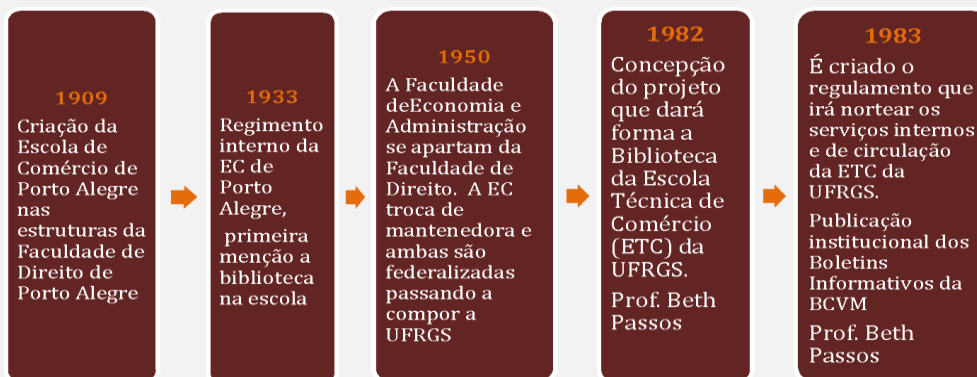 1909
Criação da
Escola de
Comércio de
Porto Alegre
nas
estruturas da
Faculdade de
Direito de
Porto Alegre
1933
Regimento
interno da
EC de
Porto
Alegre,
primeira
menção a
biblioteca
na escola
1950
A Faculdade
deEconomia e
Administração
se apartam da
Faculdade de
Direito. A EC
troca de
mantenedora e
ambas são
federalizadas
passando a
compor a
UFRGS
1982
Concepção
do projeto
que dará
forma a
Biblioteca
da Escola
Técnica de
Comércio
(ETC) da
UFRGS.
Prof. Beth
Passos
1983
É criado o
regulamento que
irá nortear os
serviços internos
e de circulação
da ETC da
UFRGS.
Publicação
institucional dos
Boletins
Informativos da
BCVM
Prof. Beth
Passos